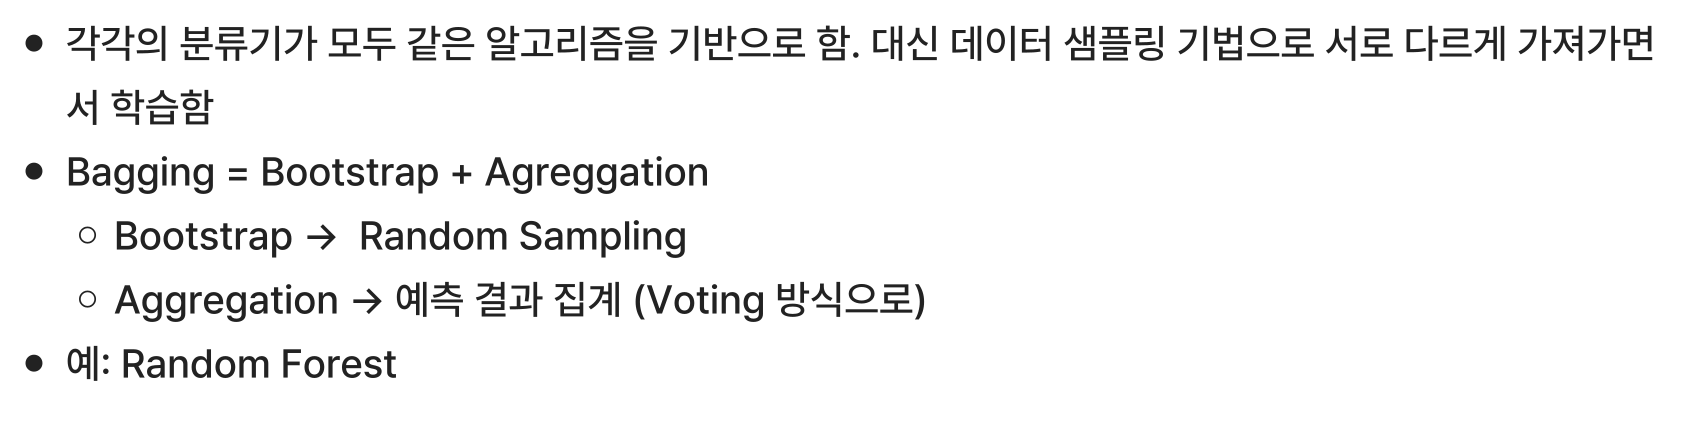 • 각각의 분류기가 모두 같은 알고리즘을 기반으로 함. 대신 데이터 샘플링 기법으로 서로 다르게 가져가면
서 학습함
• Bagging = Bootstrap + Agreggation
○ Bootstrap → Random Sampling
○ Aggregation → 예측 결과 집계 (Voting 방식으로)
• 예: Random Forest